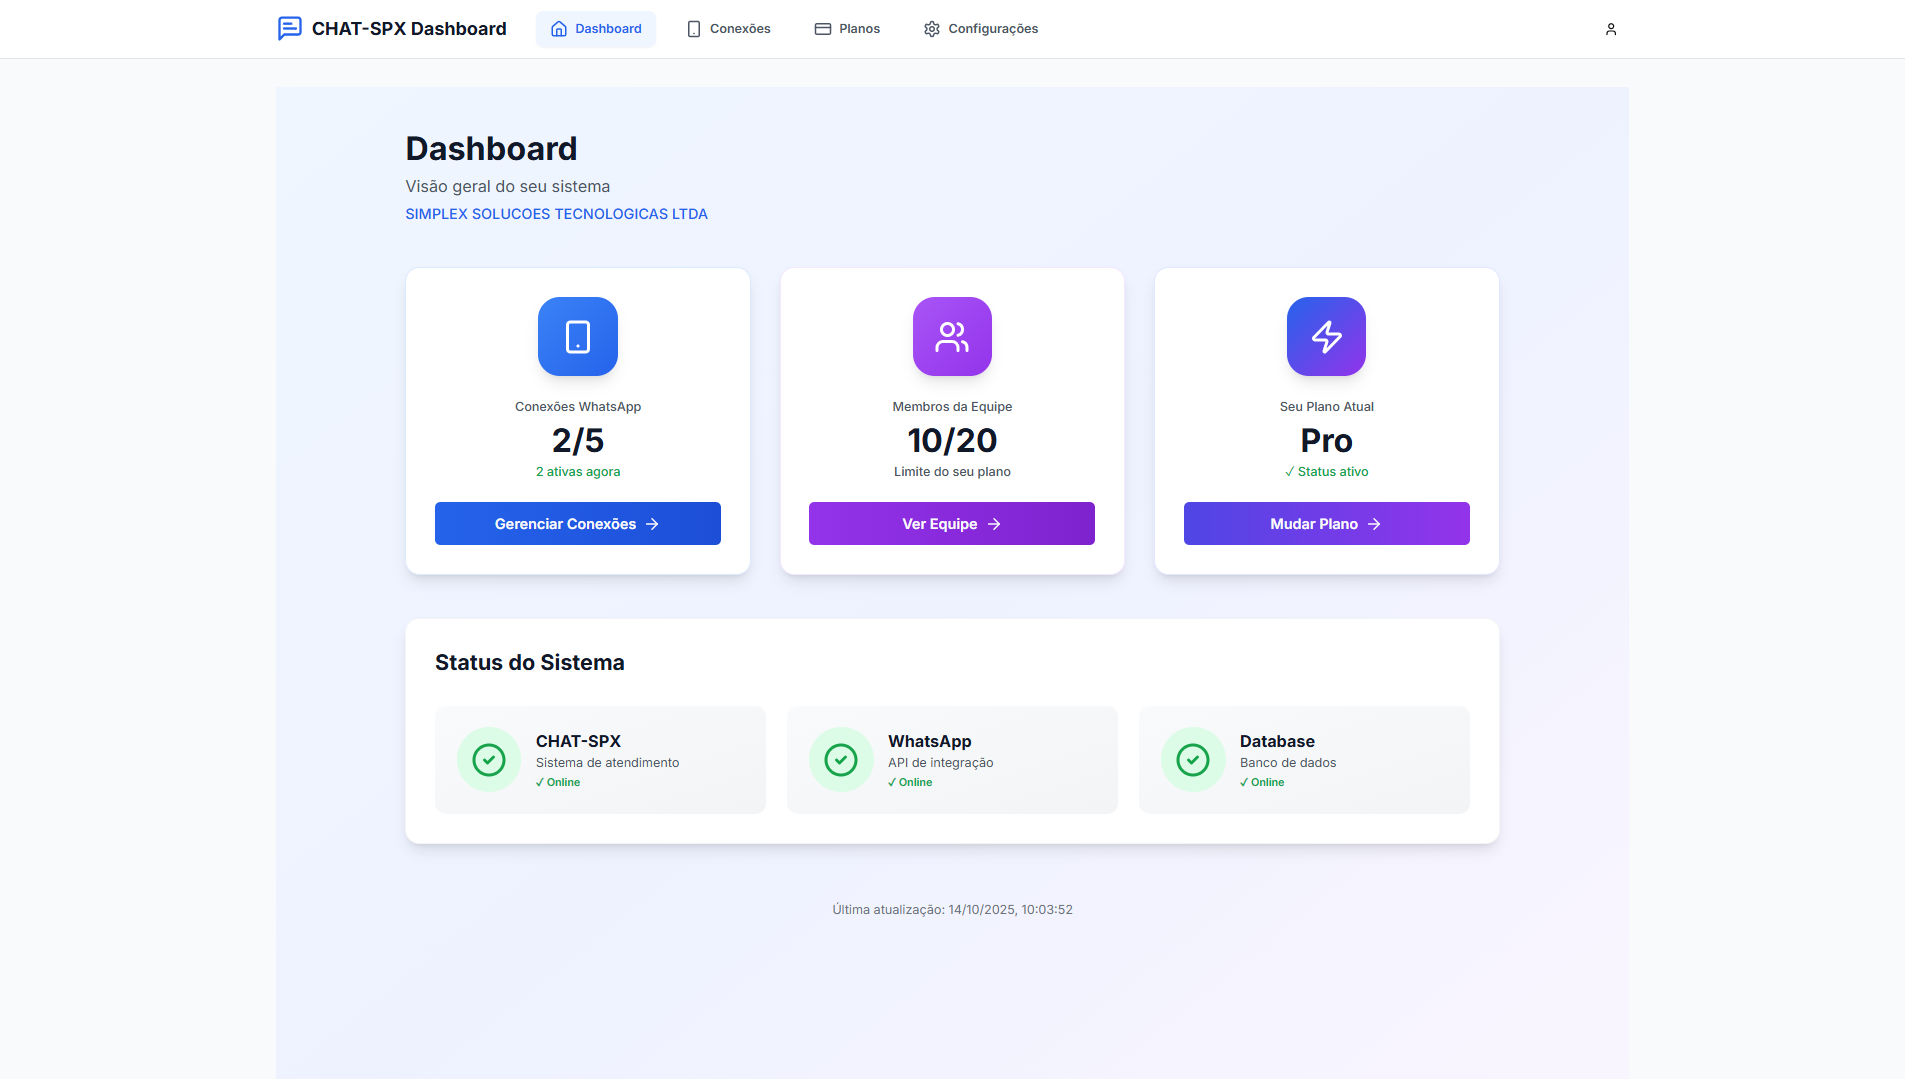 CHAT-SPX Dashboard
Dashboard
Conexões
Planos
Configurações
Dashboard
Visão geral do seu sistema
SIMPLEX SOLUCOES TECNOLOGICAS LTDA
Conexões WhatsApp
2/5
2 ativas agora
Gerenciar Conexões →
Membros da Equipe
10/20
Limite do seu plano
Ver Equipe →
Seu Plano Atual
Pro
✓ Status ativo
Mudar Plano →
Status do Sistema
CHAT-SPX
Sistema de atendimento
✓ Online
WhatsApp
API de integração
✓ Online
Database
Banco de dados
✓ Online
Última atualização: 14/10/2025, 10:03:52